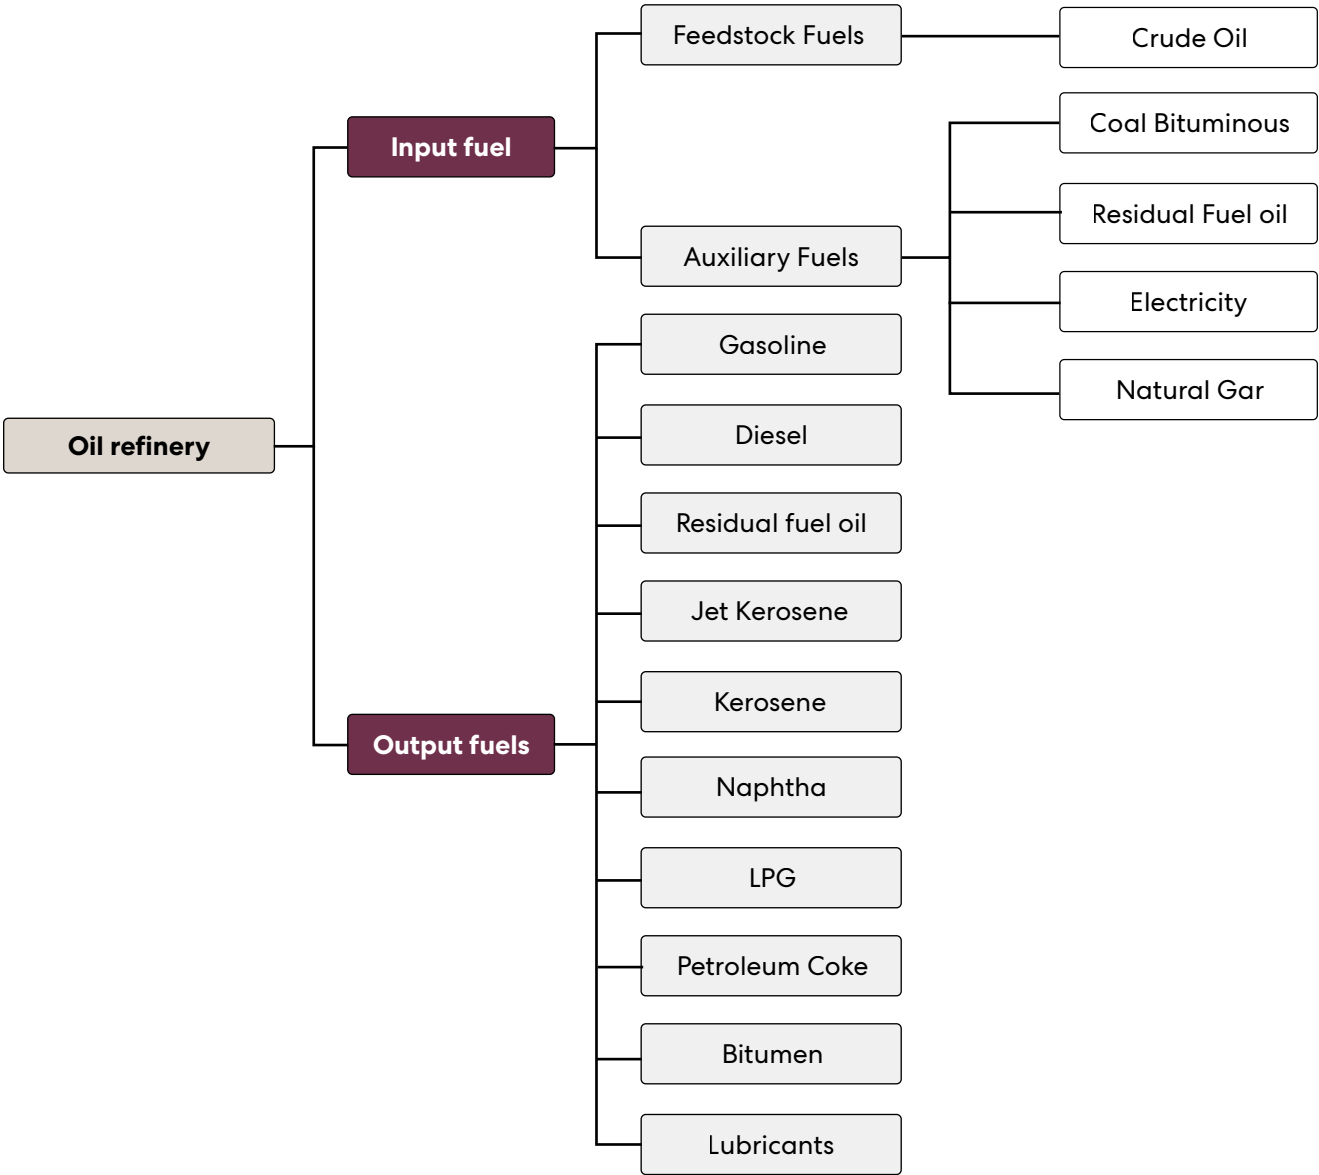 Feedstock Fuels
Crude Oil
Coal Bituminous
Input fuel
Residual Fuel oil
Auxiliary Fuels
Electricity
Gasoline
Natural Gar
Diesel
Oil refinery
Residual fuel oil
Jet Kerosene
Kerosene
Output fuels
Naphtha
LPG
Petroleum Coke
Bitumen
Lubricants